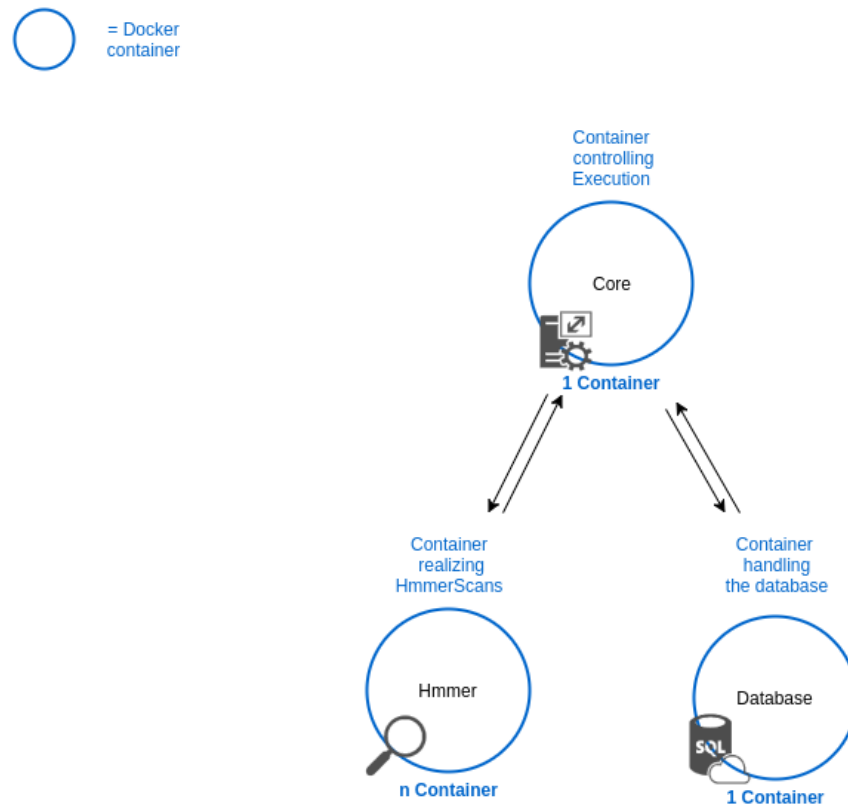 = Docker
container
Container
controlling
Execution
Core
1 Container
Container
realizing
HmmerScans
Container
handling
the database
Hmmer
Database
SQL
n Container
1 Container